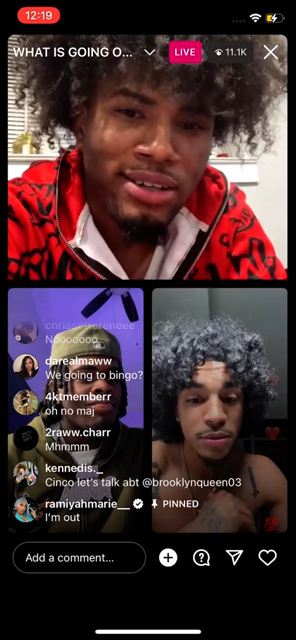 12:19
WHAT IS GOING O...
LIVE
11.1K
chrissettereneee
Nooooooo
darealmaww
We going to bingo?
4ktmemberr
oh no maj
2raww.charr
Mhmmm
kennedis._
Cinco let's talk abt @brooklynqueen03
ramiyahmarie__ PINNED
I'm out
Add a comment...